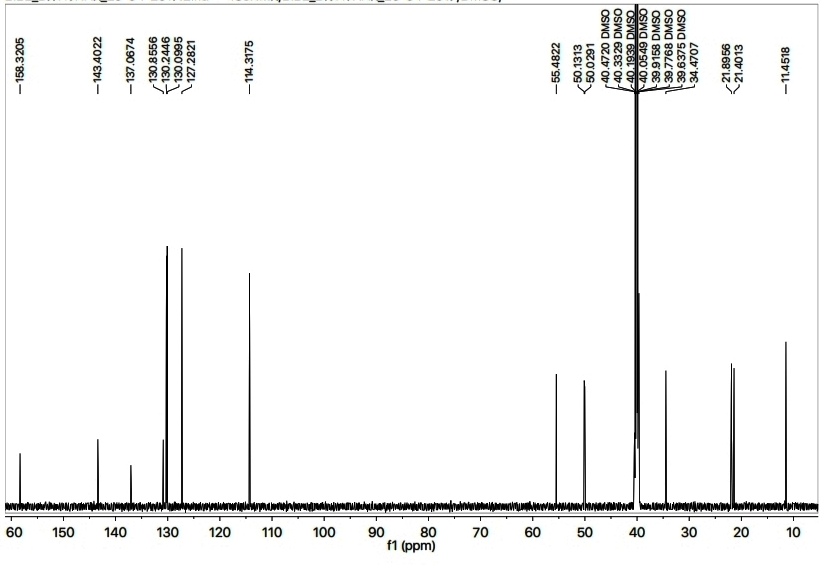 158.3205
143.4022
137.0674
130.8556
130.2446
130.0995
127.2821
114.3175
55.4822
50.1313
50.0291
40.4720 DMSO
40.3329 DMSO
40.1939 DMSO
40.0549 DMSO
39.9158 DMSO
39.7768 DMSO
39.6375 DMSO
34.4707
21.8956
21.4013
11.4518
60 150 140 130 120 110 100 90 80 70 60 50 40 30 20 10
f1 (ppm)